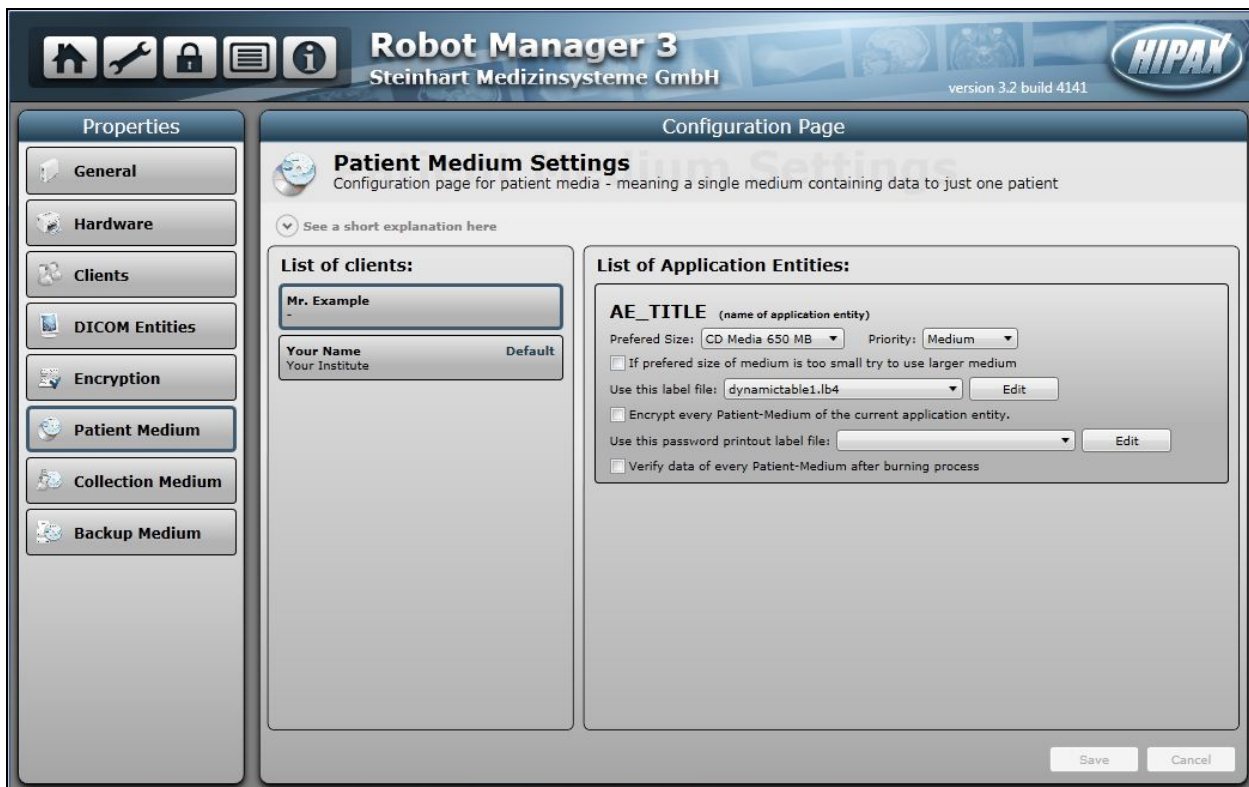 Robot Manager 3
Steinhart Medizinsysteme GmbH
version 3.2 build 4141
HIPAX
Properties
General
Hardware
Clients
DICOM Entities
Encryption
Patient Medium
Collection Medium
Backup Medium
Configuration Page
Patient Medium Settings
Configuration page for patient media - meaning a single medium containing data to just one patient
See a short explanation here
List of clients:
Mr. Example
-
Your Name Default
Your Institute
List of Application Entities:
AE_TITLE (name of application entity)
Prefered Size: CD Media 650 MB Priority: Medium
If prefered size of medium is too small try to use larger medium
Use this label file: dynamictable1.lb4 Edit
Encrypt every Patient-Medium of the current application entity.
Use this password printout label file: Edit
Verify data of every Patient-Medium after burning process
Save Cancel